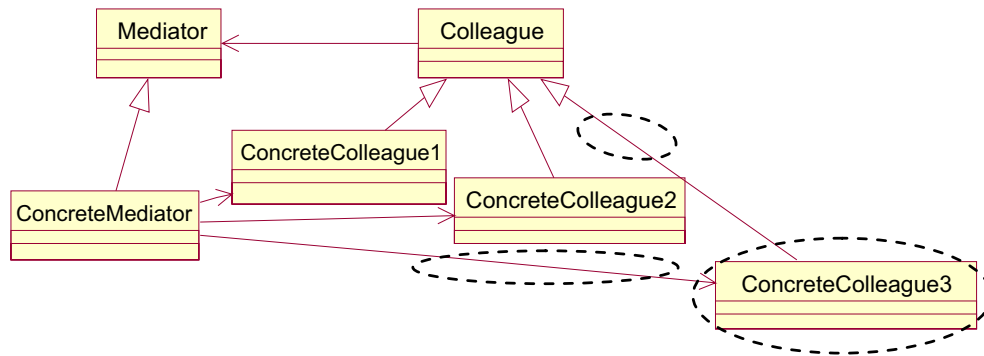 Mediator
Colleague
ConcreteColleague1
ConcreteMediator
ConcreteColleague2
ConcreteColleague3